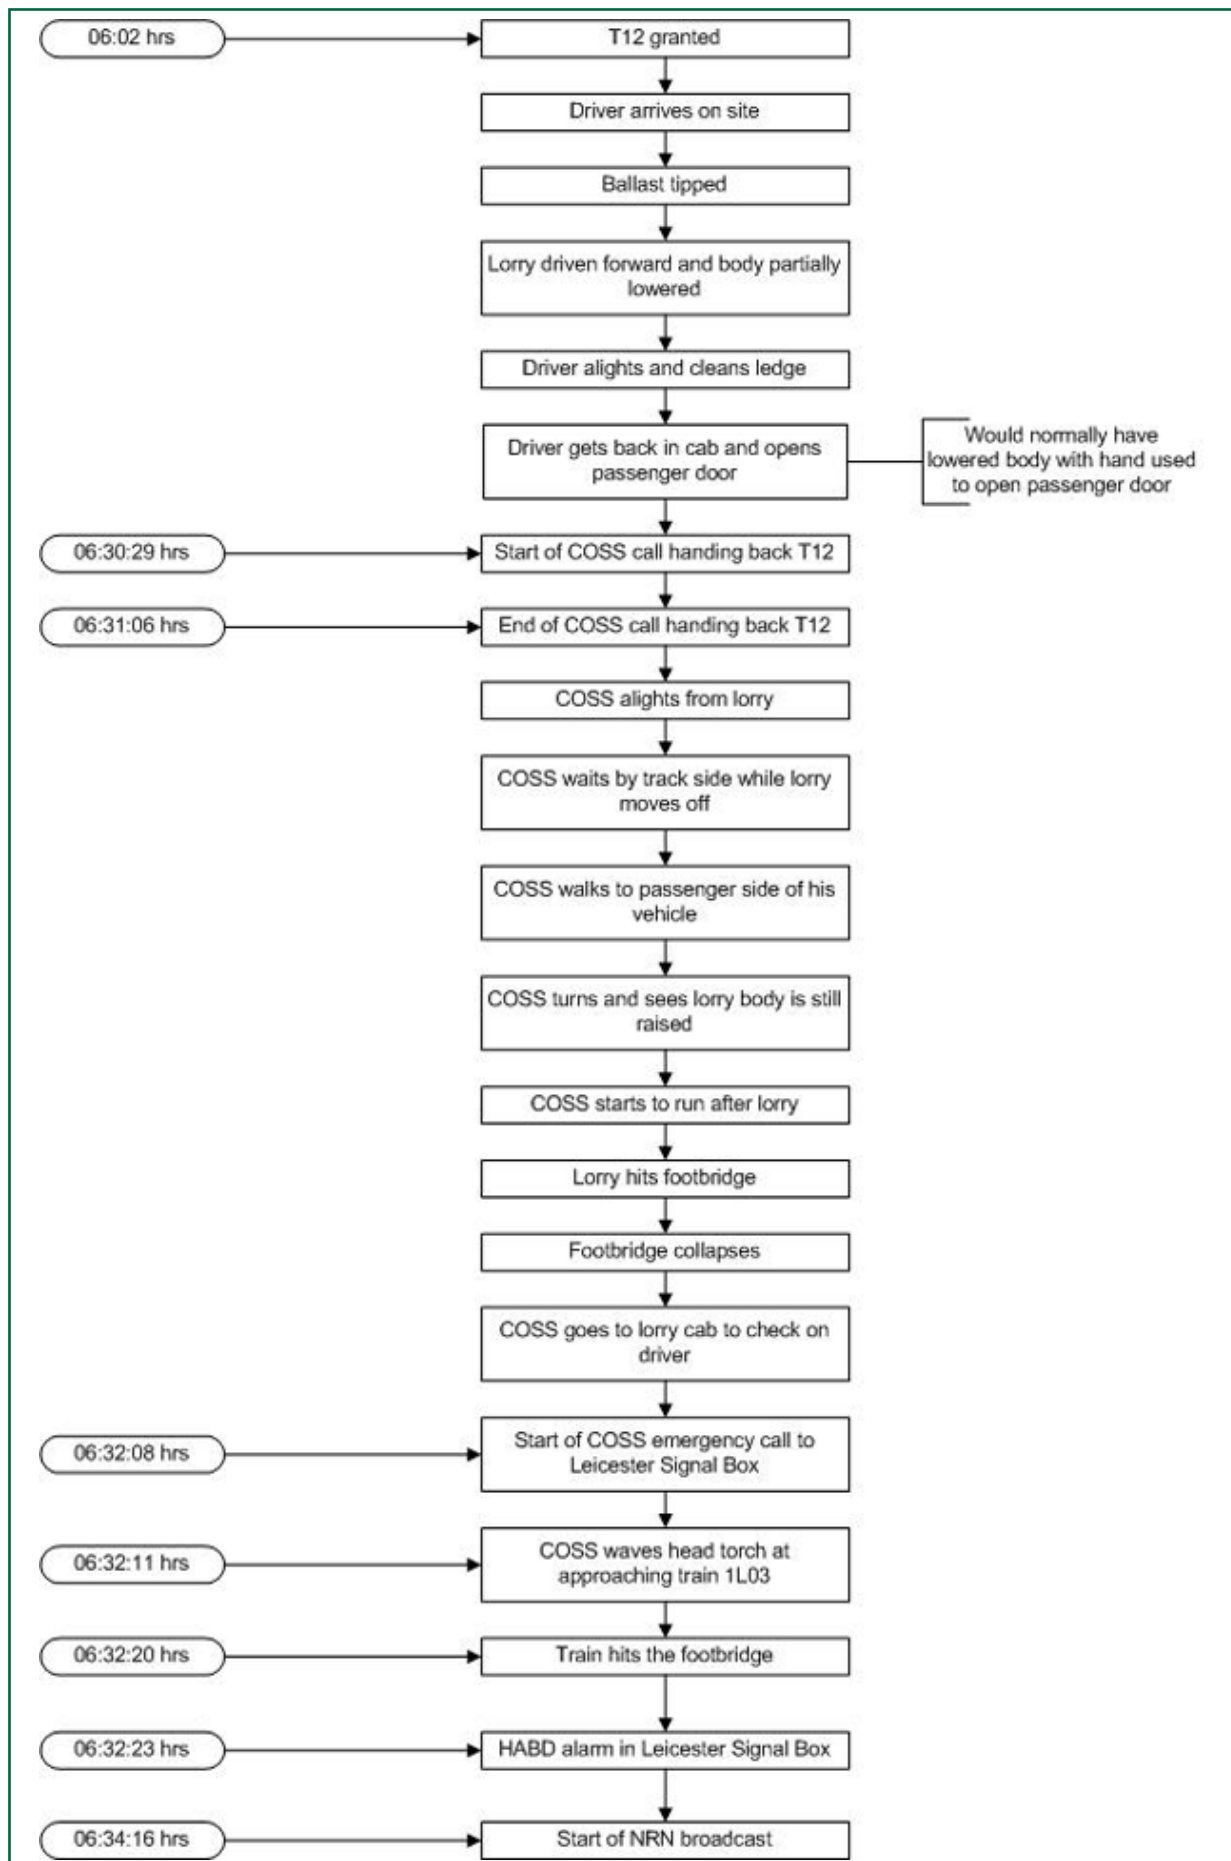 06:02 hrs
T12 granted
Driver arrives on site
Ballast tipped
Lorry driven forward and body partially
lowered
Driver alights and cleans ledge
Driver gets back in cab and opens
passenger door
Would normally have
lowered body with hand used
to open passenger door
06:30:29 hrs
Start of COSS call handing back T12
06:31:06 hrs
End of COSS call handing back T12
COSS alights from lorry
COSS waits by track side while lorry
moves off
COSS walks to passenger side of his
vehicle
COSS turns and sees lorry body is still
raised
COSS starts to run after lorry
Lorry hits footbridge
Footbridge collapses
COSS goes to lorry cab to check on
driver
06:32:08 hrs
Start of COSS emergency call to
Leicester Signal Box
06:32:11 hrs
COSS waves head torch at
approaching train 1L03
06:32:20 hrs
Train hits the footbridge
06:32:23 hrs
HABD alarm in Leicester Signal Box
06:34:16 hrs
Start of NRN broadcast